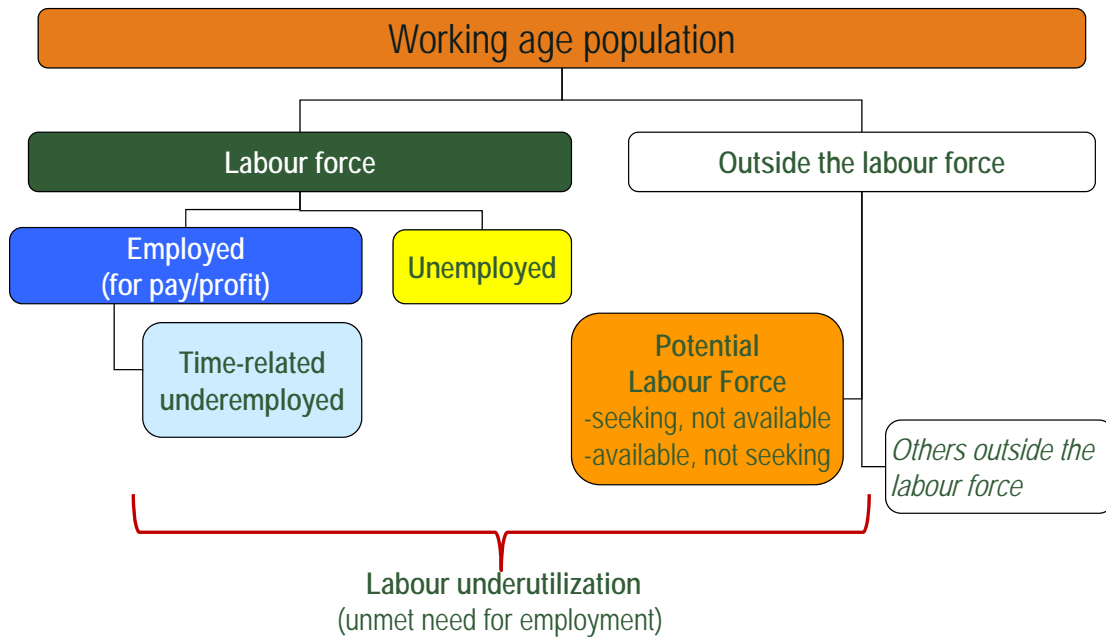 Working age population
Labour force
Outside the labour force
Employed
(for pay/profit)
Unemployed
Time-related
underemployed
Potential
Labour Force
-seeking, not available
-available, not seeking
Others outside the
labour force
Labour underutilization
(unmet need for employment)